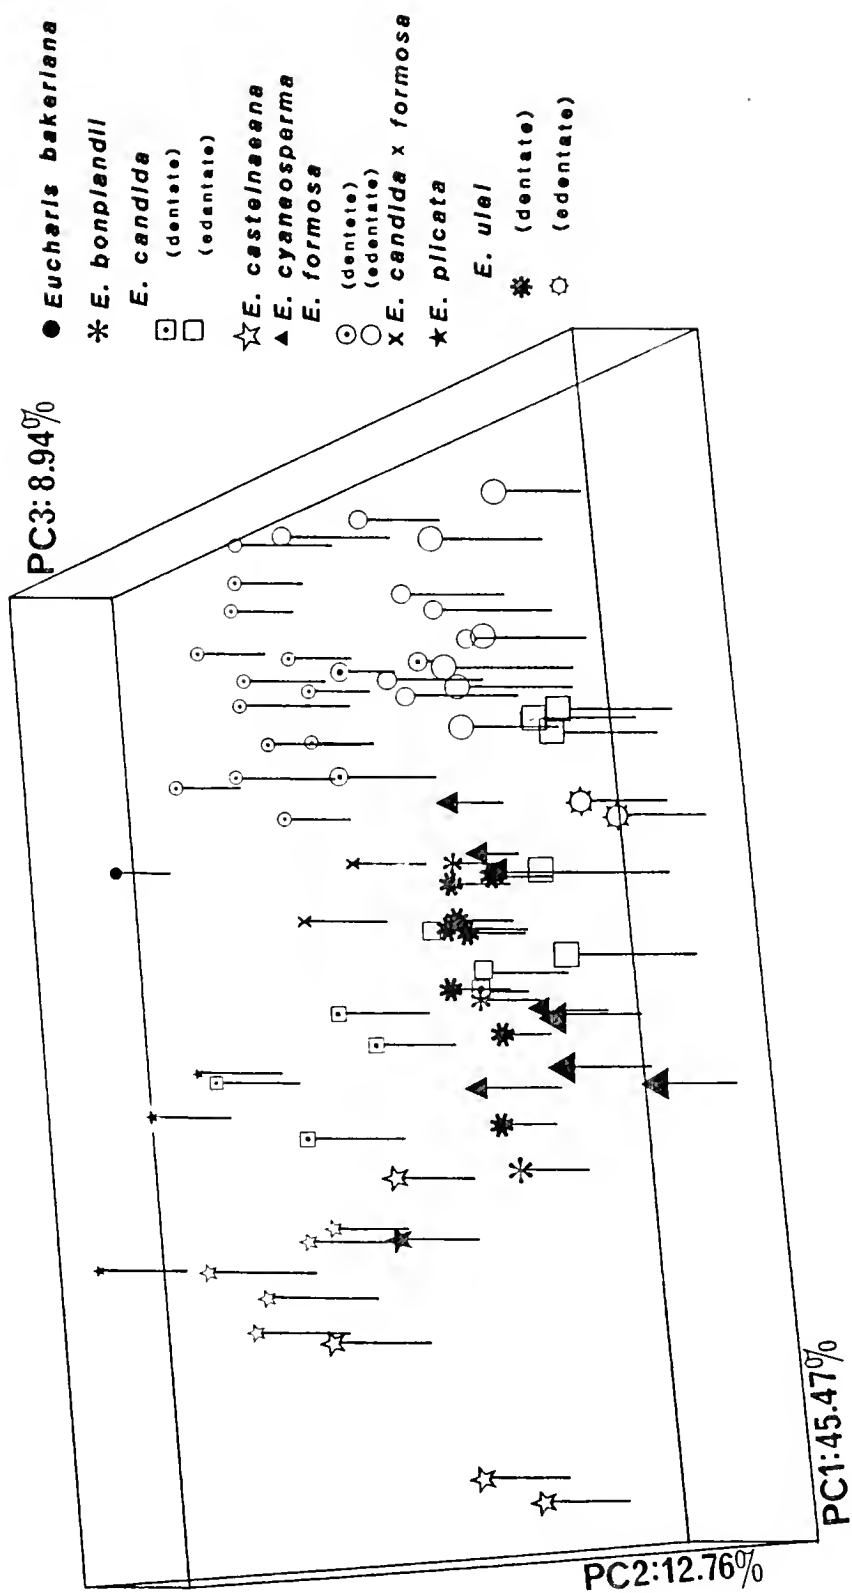 PC3: 8.94%
● Eucharis bakeriana
✳ E. bonplandii
E. candida
⊡ (dentate)
□ (edentate)
☆ E. castelnaeana
▲ E. cyaneosperma
E. formosa
⊙ (dentete)
○ (edentate)
x E. candida x formosa
★ E. plicata
E. ulei
(dentate)
(edentate)
PC2:12.76%
PC1:45.47%